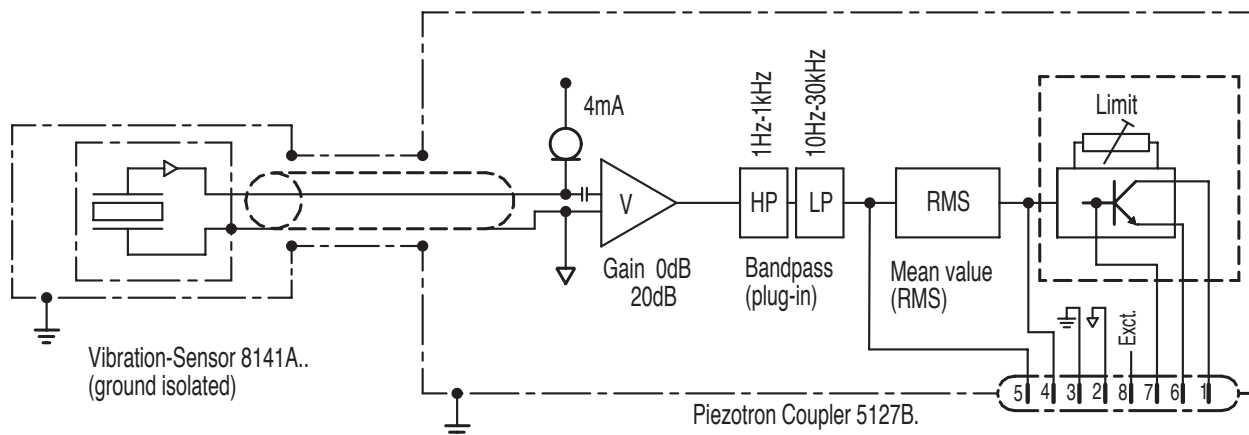 4mA
1Hz-1kHz
10Hz-30kHz
Limit
V
HP
LP
RMS
Gain 0dB
20dB
Bandpass
(plug-in)
Mean value
(RMS)
Exct.
Vibration-Sensor 8141A..
(ground isolated)
5 4 3 2 8 7 6 1
Piezotron Coupler 5127B.